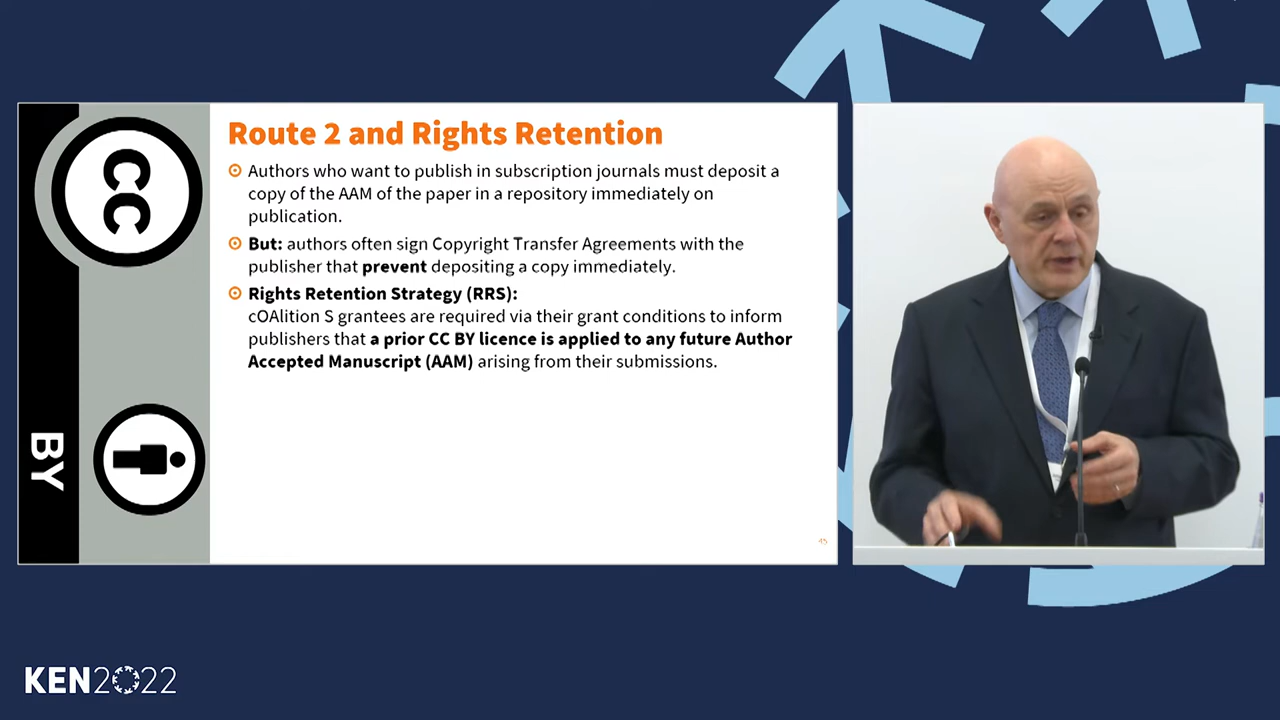 Route 2 and Rights Retention
Authors who want to publish in subscription journals must deposit a
copy of the AAM of the paper in a repository immediately on
publication.
But: authors often sign Copyright Transfer Agreements with the
publisher that prevent depositing a copy immediately.
Rights Retention Strategy (RRS):
cOAlition S grantees are required via their grant conditions to inform
publishers that a prior CC BY licence is applied to any future Author
Accepted Manuscript (AAM) arising from their submissions.
45
CC
BY
KEN2022